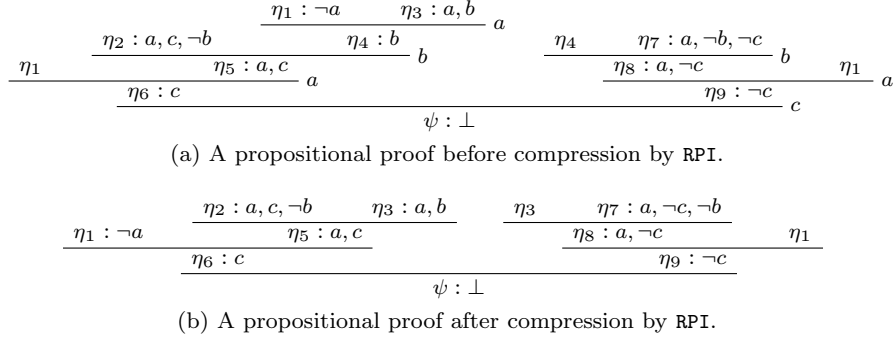 η1 : ¬a η3 : a, b a
η2 : a, c, ¬b η4 : b b η4 η7 : a, ¬b, ¬c b
η1 η5 : a, c a η8 : a, ¬c η1 a
η6 : c η9 : ¬c c
ψ : ⊥
(a) A propositional proof before compression by RPI.
η2 : a, c, ¬b η3 : a, b η3 η7 : a, ¬c, ¬b
η1 : ¬a η5 : a, c η8 : a, ¬c η1
η6 : c η9 : ¬c
ψ : ⊥
(b) A propositional proof after compression by RPI.